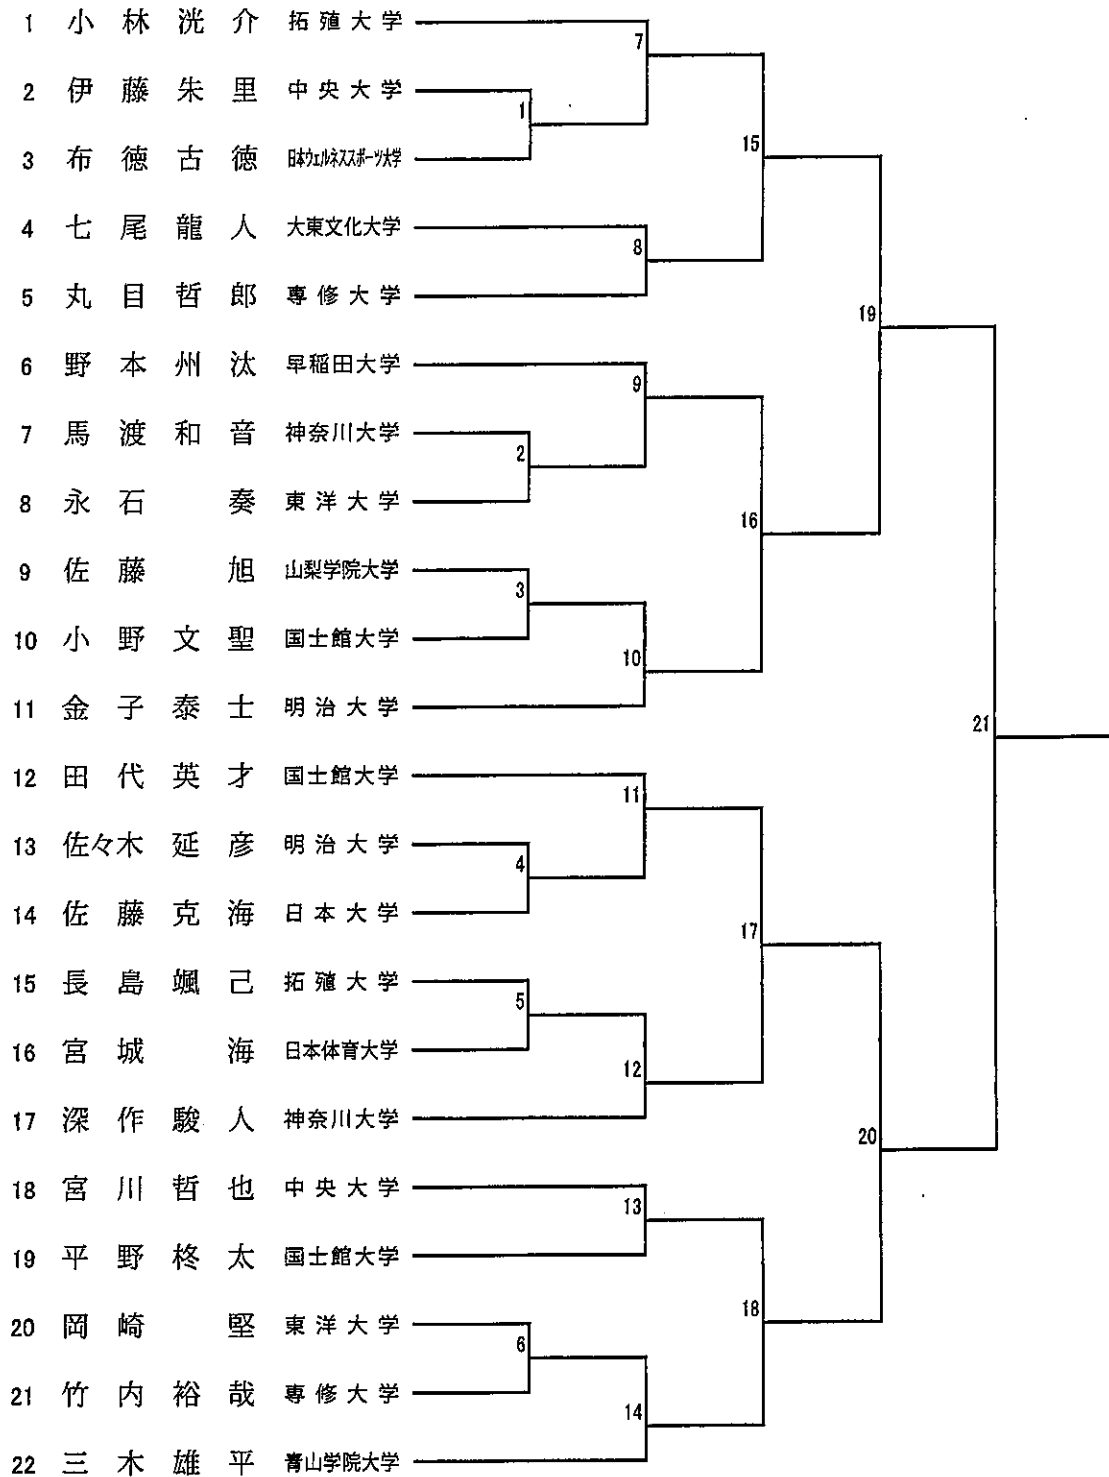 1 小林洸介 拓殖大学
2 伊藤朱里 中央大学
3 布徳古徳 日本ウェルネススポーツ大学
4 七尾龍人 大東文化大学
5 丸目哲郎 専修大学
6 野本州汰 早稲田大学
7 馬渡和音 神奈川大学
8 永石奏 東洋大学
9 佐藤旭 山梨学院大学
10 小野文聖 国士館大学
11 金子泰士 明治大学
12 田代英才 国士館大学
13 佐々木延彦 明治大学
14 佐藤克海 日本大学
15 長島颯己 拓殖大学
16 宮城海 日本体育大学
17 深作駿人 神奈川大学
18 宮川哲也 中央大学
19 平野柊太 国士館大学
20 岡崎堅 東洋大学
21 竹内裕哉 専修大学
22 三木雄平 青山学院大学
1
2
3
4
5
6
7
8
9
10
11
12
13
14
15
16
17
18
19
20
21